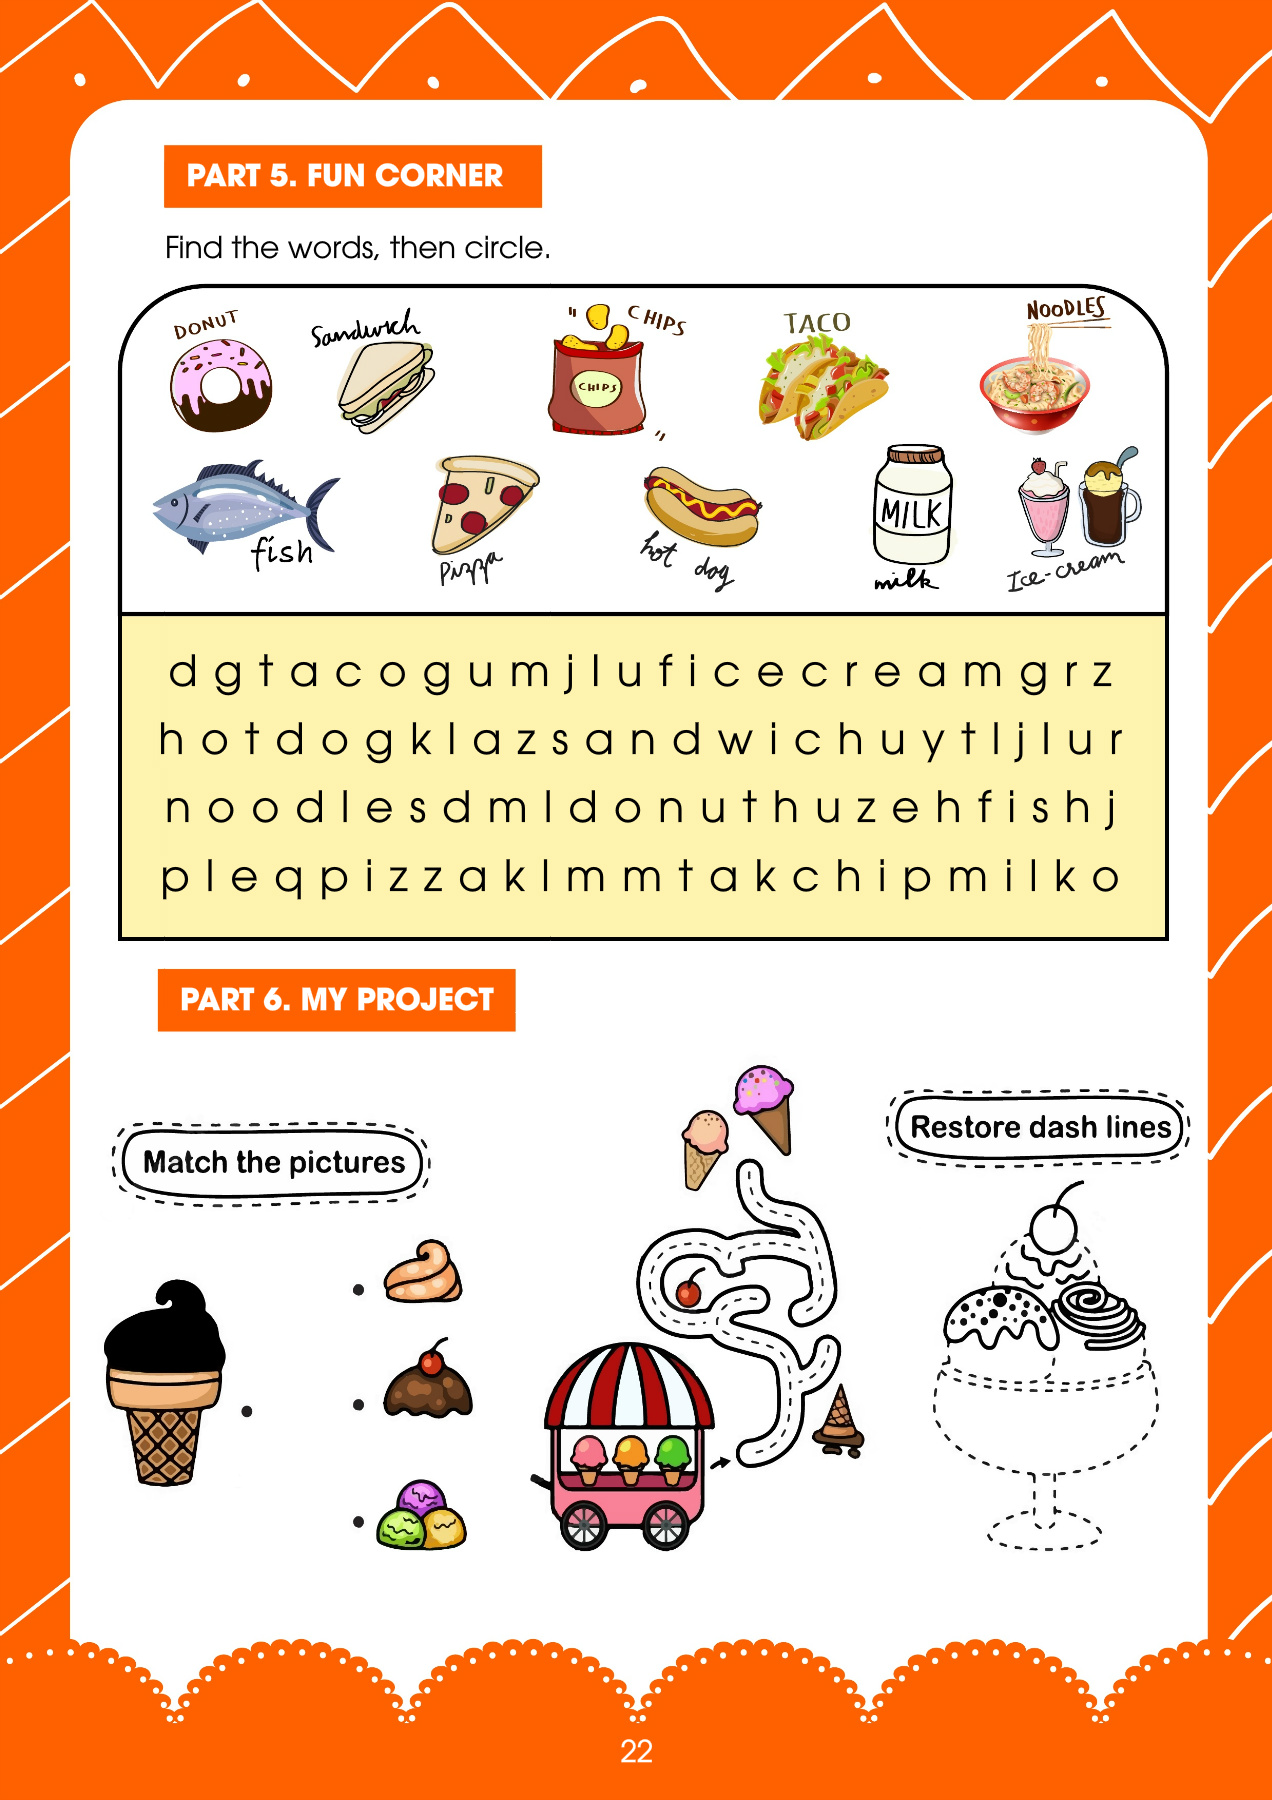 PART 5. FUN CORNER
Find the words, then circle.
DONUT
Sandwich
CHIPS
CHIPS
TACO
NOODLES
fish
Pizza
hot dog
MILK
milk
Ice-cream
d g t a c o g u m j l u f i c e c r e a m g r z
h o t d o g k l a z s a n d w i c h u y t l j l u r
n o o d l e s d m l d o n u t h u z e h f i s h j
p l e q p i z z a k l m m t a k c h i p m i l k o
PART 6. MY PROJECT
Match the pictures
Restore dash lines
22